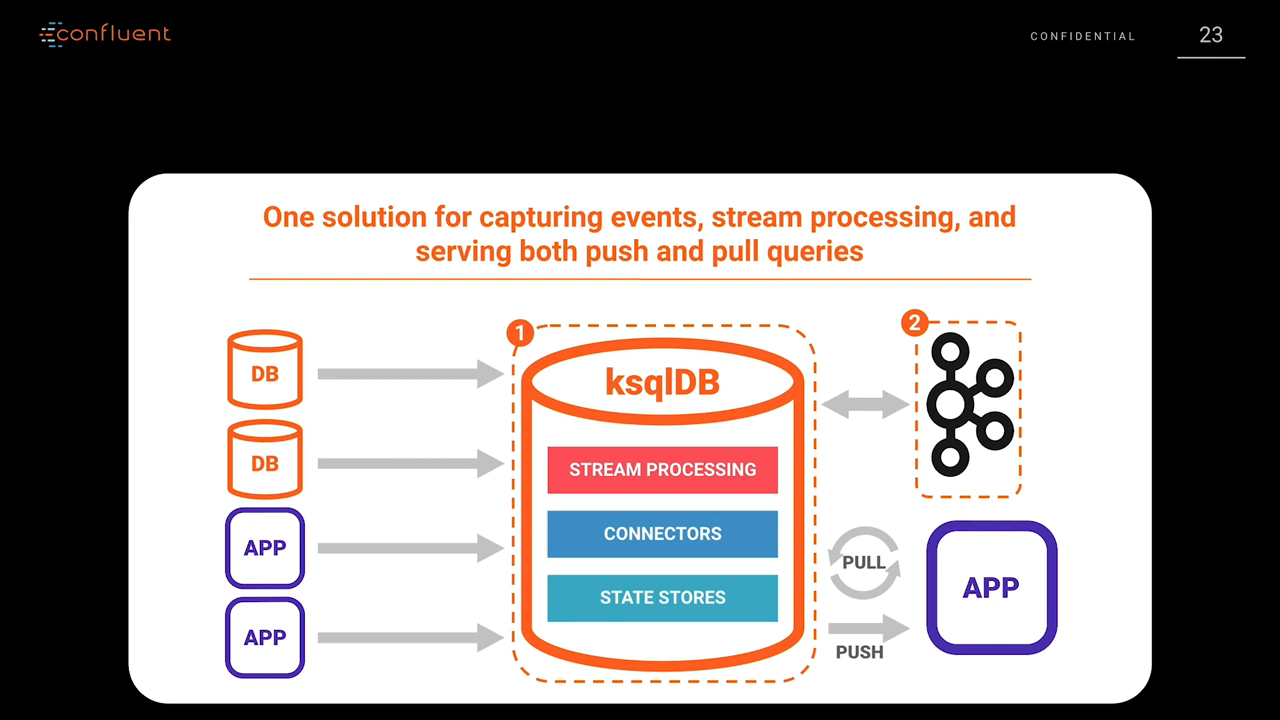 confluent
CONFIDENTIAL
23
One solution for capturing events, stream processing, and
serving both push and pull queries
1
2
DB
ksqlDB
DB
STREAM PROCESSING
APP
CONNECTORS
PULL
APP
STATE STORES
APP
PUSH